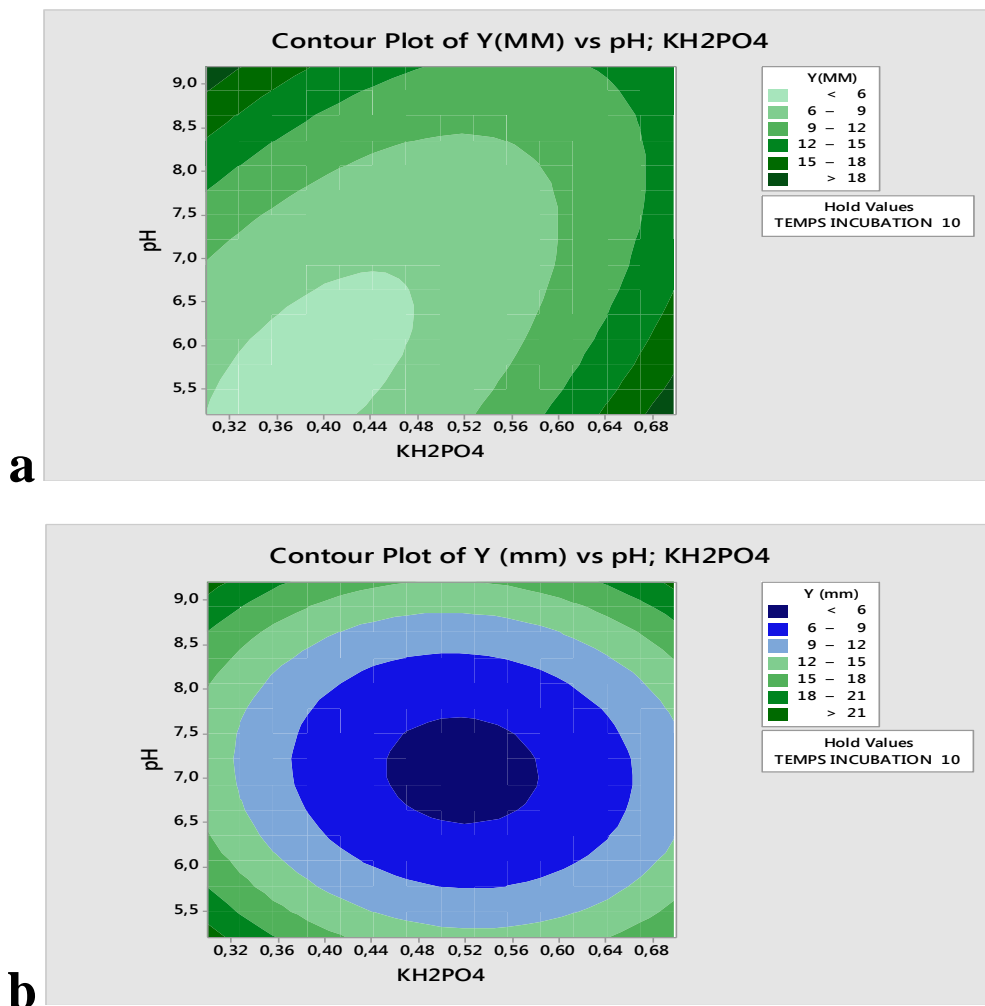 Contour Plot of Y(MM) vs pH; KH2PO4
Y(MM)
< 6
6 – 9
9 – 12
12 – 15
15 – 18
> 18
Hold Values
TEMPS INCUBATION 10
pH
9,0
8,5
8,0
7,5
7,0
6,5
6,0
5,5
0,32 0,36 0,40 0,44 0,48 0,52 0,56 0,60 0,64 0,68
KH2PO4
a
Contour Plot of Y (mm) vs pH; KH2PO4
Y (mm)
< 6
6 – 9
9 – 12
12 – 15
15 – 18
18 – 21
> 21
Hold Values
TEMPS INCUBATION 10
pH
9,0
8,5
8,0
7,5
7,0
6,5
6,0
5,5
0,32 0,36 0,40 0,44 0,48 0,52 0,56 0,60 0,64 0,68
KH2PO4
b